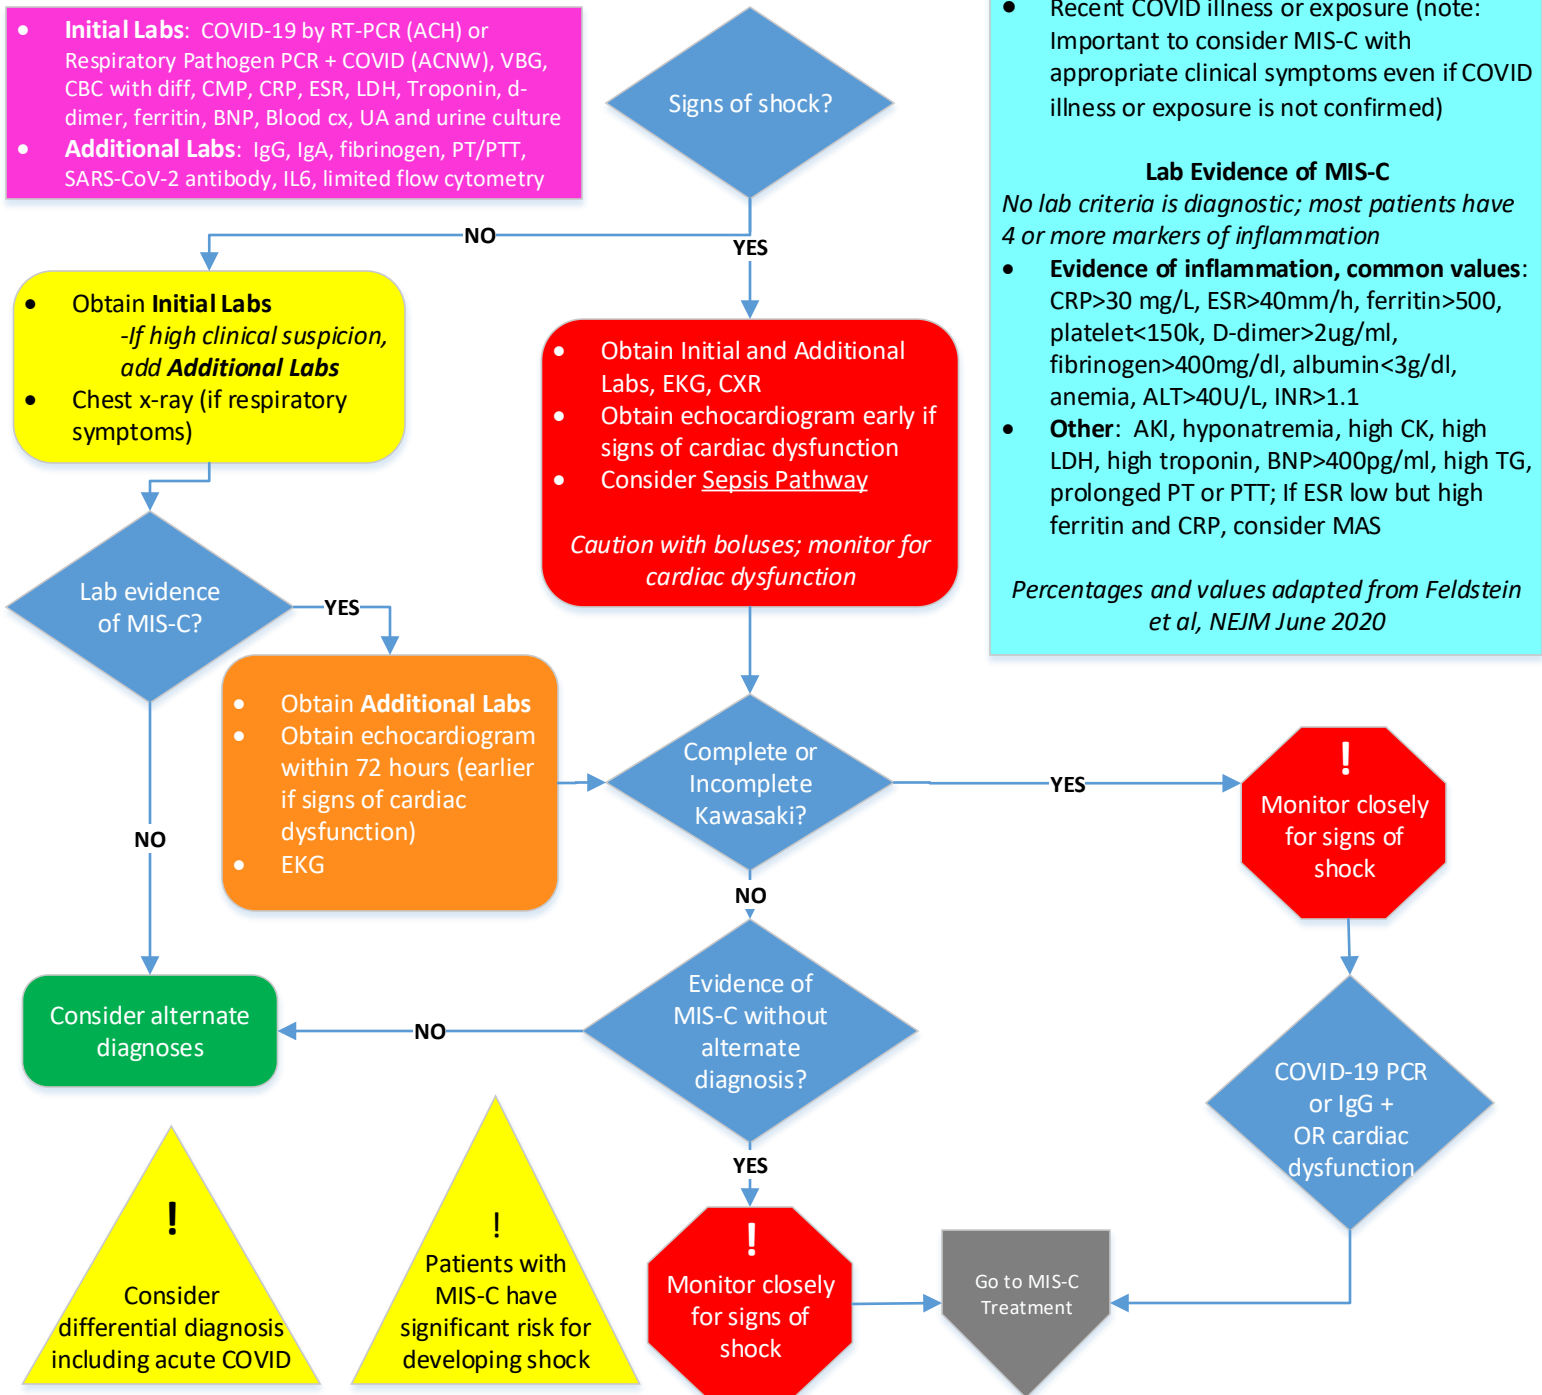 • Initial Labs: COVID-19 by RT-PCR (ACH) or
Respiratory Pathogen PCR + COVID (ACNW), VBG,
CBC with diff, CMP, CRP, ESR, LDH, Troponin, d-
dimer, ferritin, BNP, Blood cx, UA and urine culture
• Additional Labs: IgG, IgA, fibrinogen, PT/PTT,
SARS-CoV-2 antibody, IL6, limited flow cytometry
Signs of shock?
• Recent COVID illness or exposure (note:
Important to consider MIS-C with
appropriate clinical symptoms even if COVID
illness or exposure is not confirmed)
Lab Evidence of MIS-C
No lab criteria is diagnostic; most patients have
4 or more markers of inflammation
• Evidence of inflammation, common values:
CRP>30 mg/L, ESR>40mm/h, ferritin>500,
platelet<150k, D-dimer>2ug/ml,
fibrinogen>400mg/dl, albumin<3g/dl,
anemia, ALT>40U/L, INR>1.1
• Other: AKI, hyponatremia, high CK, high
LDH, high troponin, BNP>400pg/ml, high TG,
prolonged PT or PTT; If ESR low but high
ferritin and CRP, consider MAS
Percentages and values adapted from Feldstein
et al, NEJM June 2020
NO
YES
• Obtain Initial Labs
-If high clinical suspicion,
add Additional Labs
• Chest x-ray (if respiratory
symptoms)
• Obtain Initial and Additional
Labs, EKG, CXR
• Obtain echocardiogram early if
signs of cardiac dysfunction
• Consider Sepsis Pathway
Caution with boluses; monitor for
cardiac dysfunction
Lab evidence
of MIS-C?
YES
NO
• Obtain Additional Labs
• Obtain echocardiogram
within 72 hours (earlier
if signs of cardiac
dysfunction)
• EKG
Complete or
Incomplete
Kawasaki?
YES
NO
!
Monitor closely
for signs of
shock
Consider alternate
diagnoses
NO
Evidence of
MIS-C without
alternate
diagnosis?
YES
COVID-19 PCR
or IgG +
OR cardiac
dysfunction
!
Consider
differential diagnosis
including acute COVID
!
Patients with
MIS-C have
significant risk for
developing shock
!
Monitor closely
for signs of
shock
Go to MIS-C
Treatment